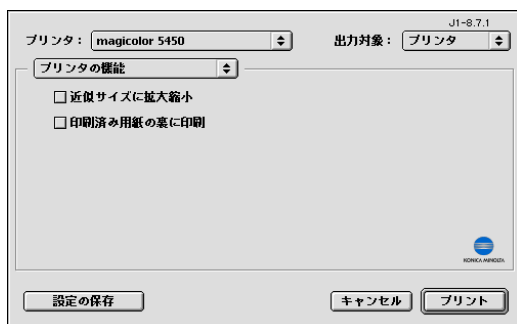 J1-8.7.1
プリンタ： magicolor 5450 出力対象： プリンタ
プリンタの機能
近似サイズに拡大縮小
印刷済み用紙の裏に印刷
KONICA MINOLTA
設定の保存 キャンセル プリント